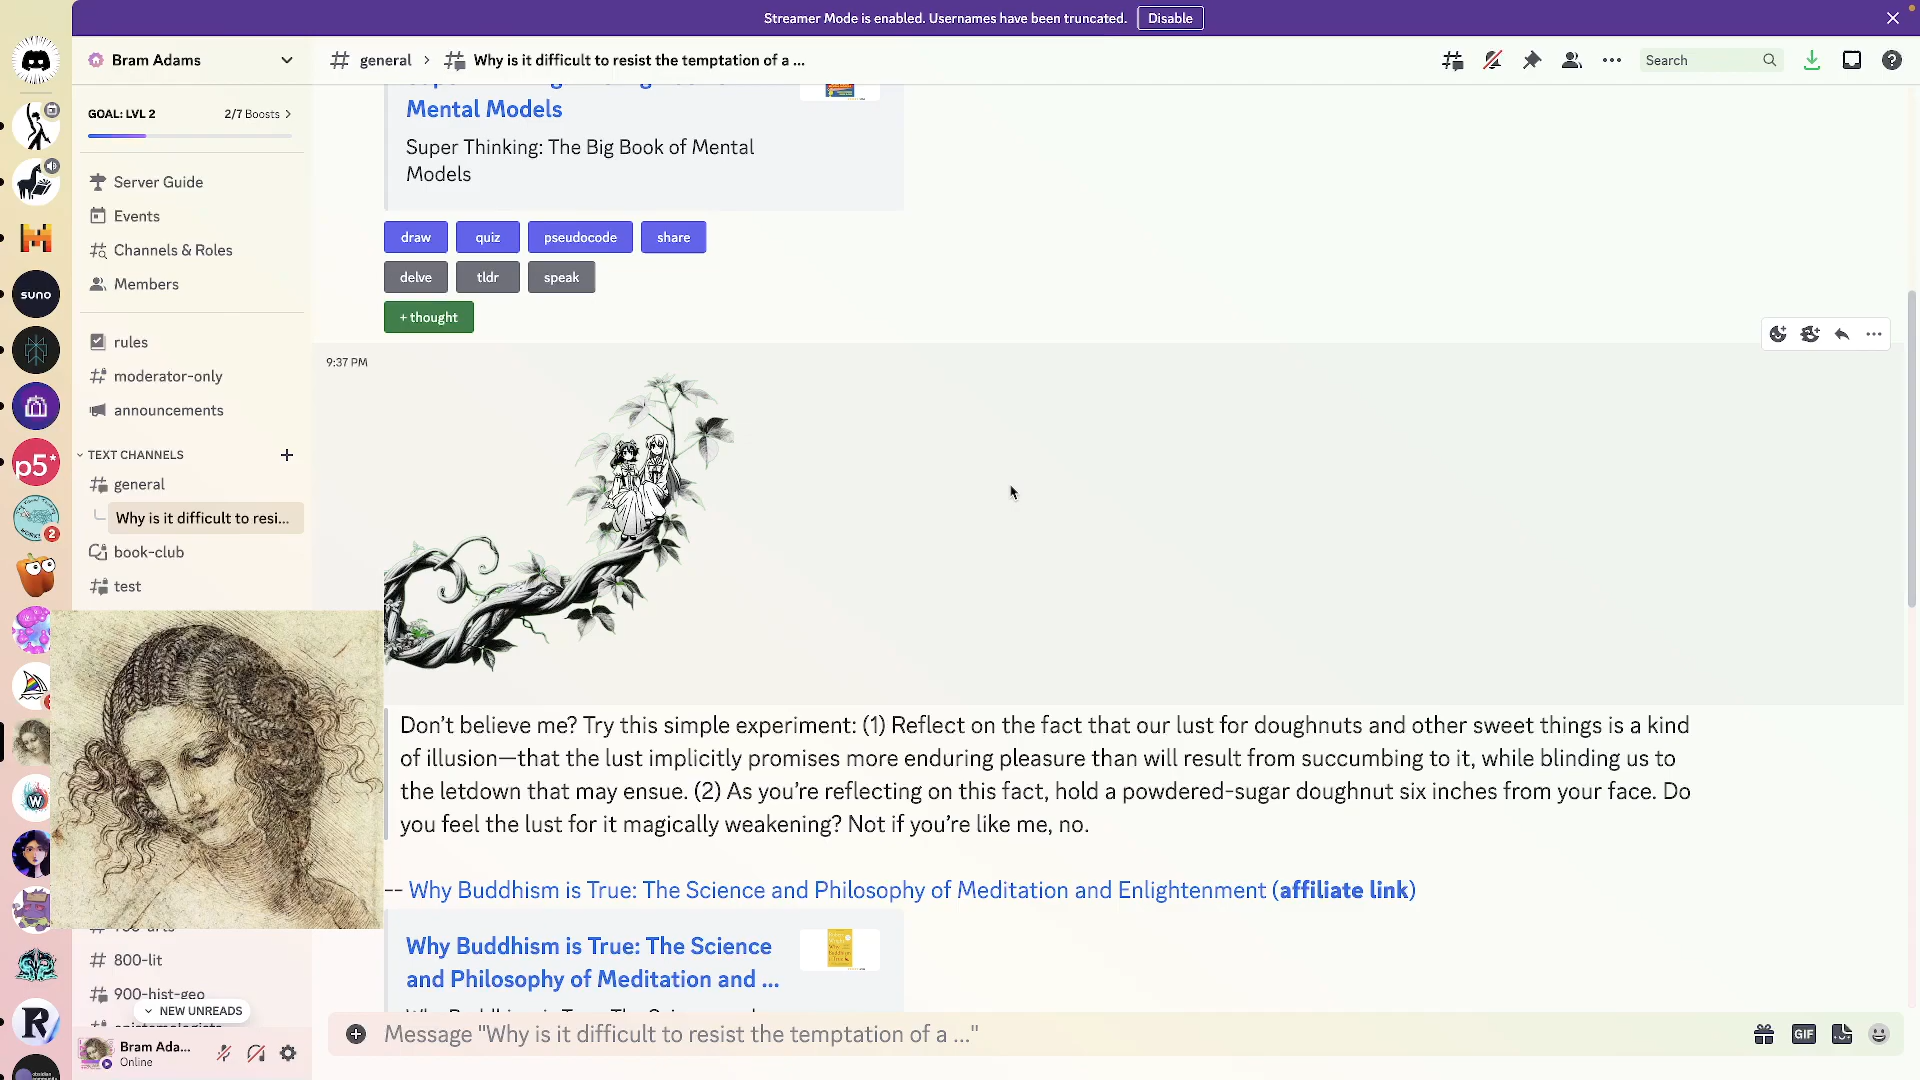 Streamer Mode is enabled. Usernames have been truncated. Disable
Bram Adams
general
Why is it difficult to resist the temptation of a ...
Search
GOAL: LVL 2
2/7 Boosts
Server Guide
Events
Channels & Roles
Members
rules
moderator-only
announcements
TEXT CHANNELS
general
Why is it difficult to resi...
book-club
test
800-lit
900-hist-geo
NEW UNREADS
Bram Ada...
Online
suno
p5*
2
W
R
Mental Models
Super Thinking: The Big Book of Mental
Models
draw
quiz
pseudocode
share
delve
tldr
speak
+ thought
9:37 PM
Don’t believe me? Try this simple experiment: (1) Reflect on the fact that our lust for doughnuts and other sweet things is a kind
of illusion—that the lust implicitly promises more enduring pleasure than will result from succumbing to it, while blinding us to
the letdown that may ensue. (2) As you’re reflecting on this fact, hold a powdered-sugar doughnut six inches from your face. Do
you feel the lust for it magically weakening? Not if you’re like me, no.
-- Why Buddhism is True: The Science and Philosophy of Meditation and Enlightenment (affiliate link)
Why Buddhism is True: The Science
and Philosophy of Meditation and ...
Message "Why is it difficult to resist the temptation of a ..."
GIF